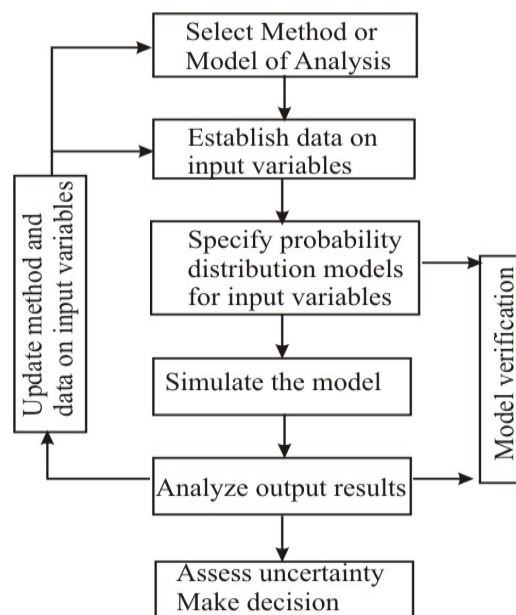 Select Method or
Model of Analysis
Establish data on
input variables
Specify probability
distribution models
for input variables
Simulate the model
Analyze output results
Assess uncertainty
Make decision
Update method and
data on input variables
Model verification